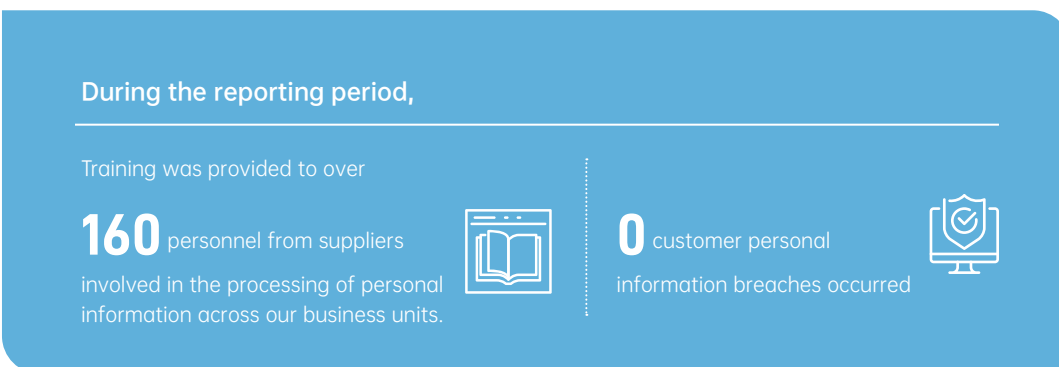 During the reporting period,
Training was provided to over
160 personnel from suppliers
involved in the processing of personal
information across our business units.
0 customer personal
information breaches occurred